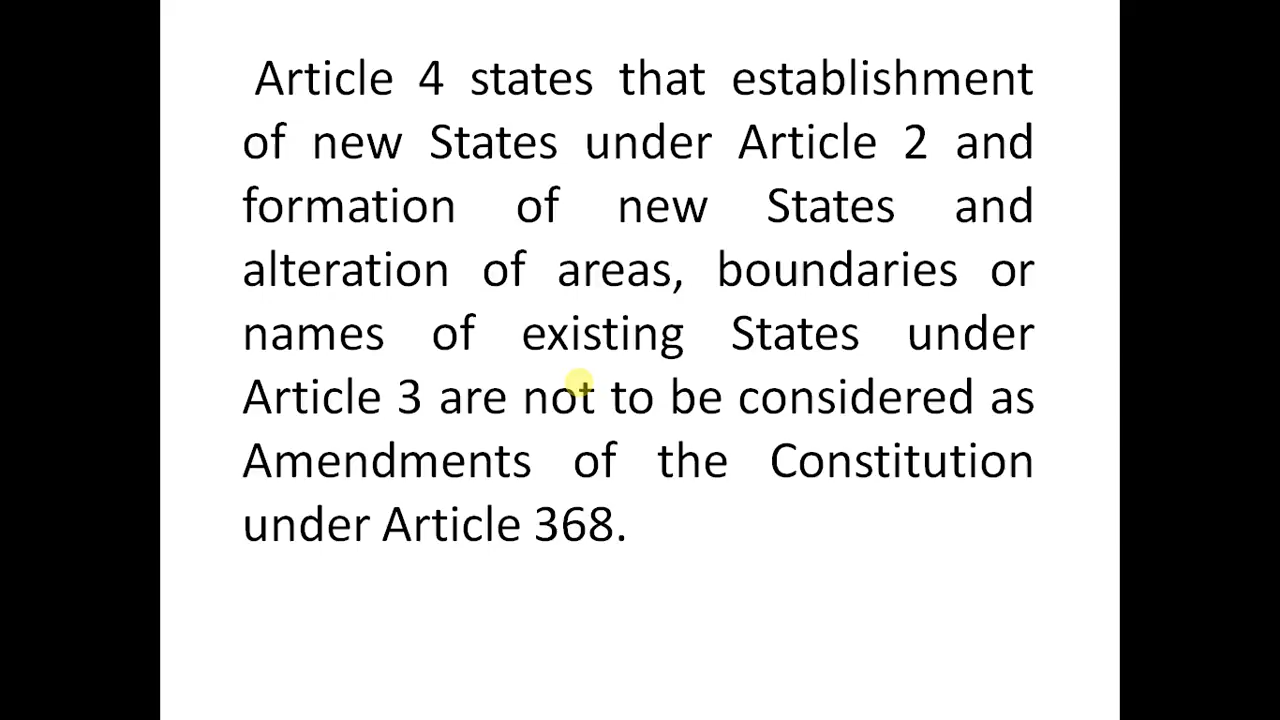 Article 4 states that establishment
of new States under Article 2 and
formation of new States and
alteration of areas, boundaries or
names of existing States under
Article 3 are not to be considered as
Amendments of the Constitution
under Article 368.